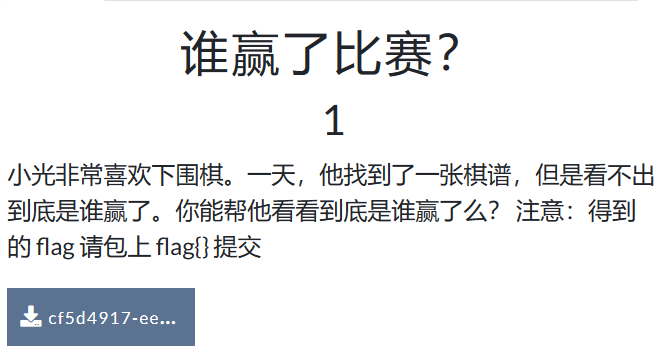 谁赢了比赛？
1
小光非常喜欢下围棋。一天，他找到了一张棋谱，但是看不出
到底是谁赢了。你能帮他看看到底是谁赢了么？ 注意：得到
的 flag 请包上 flag{} 提交
cf5d4917-ee...